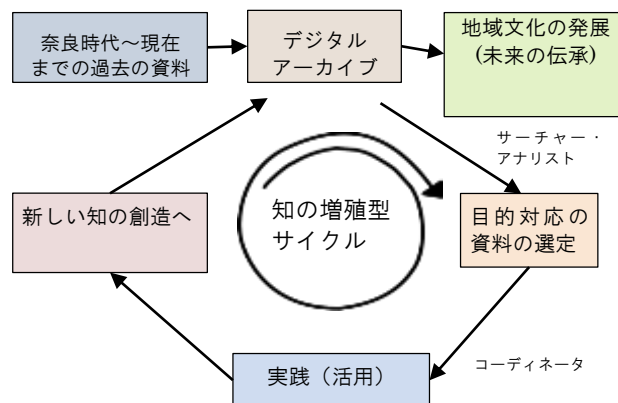 奈良時代～現在
までの過去の資料
デジタル
アーカイブ
地域文化の発展
(未来の伝承)
サーチャー・
アナリスト
新しい知の創造へ
知の増殖型
サイクル
目的対応の
資料の選定
実践（活用）
コーディネータ